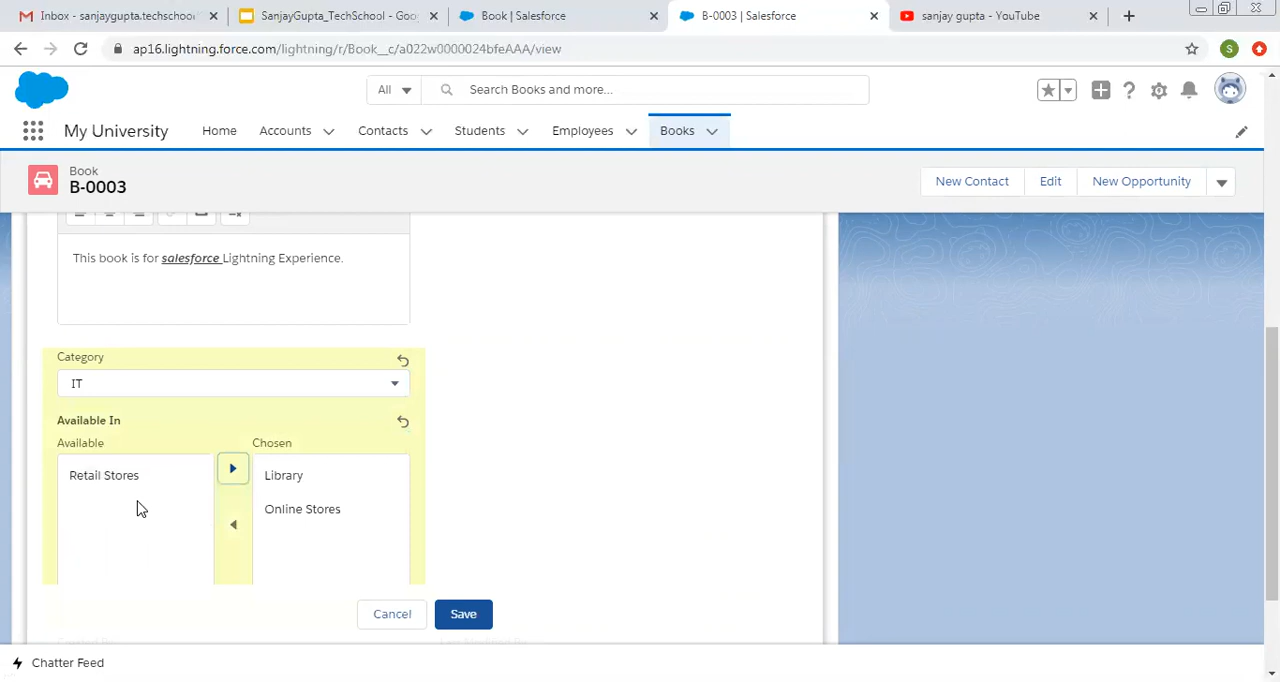 Inbox - sanjaygupta.techschool
SanjayGupta_TechSchool - Goo
Book | Salesforce
B-0003 | Salesforce
sanjay gupta - YouTube
ap16.lightning.force.com/lightning/r/Book__c/a022w0000024bfeAAA/view
S
All
Search Books and more...
My University
Home
Accounts
Contacts
Students
Employees
Books
Book
B-0003
New Contact
Edit
New Opportunity
This book is for salesforce Lightning Experience.
Category
IT
Available In
Available
Chosen
Retail Stores
Library
Online Stores
Cancel
Save
Chatter Feed